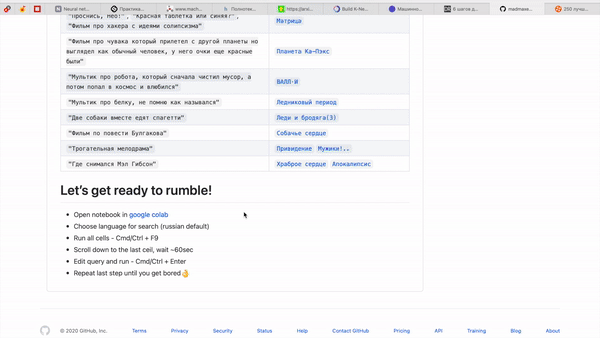 Neural net...
Практика...
www.mach...
Полнотек...
https://arxi...
Build K-Ne...
Машинно...
6 шагов д...
madhase...
250 лучш...
"Проснись, Нео!", "Красная таблетка или синяя?"
"Фильм про хакера с идеями солипсизма"
Матрица
"Фильм про чувака который прилетел с другой планеты но
выглядел как обычный человек, у него очки еще красные
были"
Планета Ка-Пэкс
"Мультик про робота, который сначала чистил мусор, а
потом попал в космос и влюбился"
ВАЛЛ-И
"Мультик про белку, не помню как назывался"
Ледниковый период
"Две собаки вместе едят спагетти"
Леди и бродяга(3)
"Фильм по повести Булгакова"
Собачье сердце
"Трогательная мелодрама"
Привидение Мужики!..
"Где снимался Мэл Гибсон"
Храброе сердце Апокалипсис
Let's get ready to rumble!
Open notebook in google colab
Choose language for search (russian default)
Run all cells - Cmd/Ctrl + F9
Scroll down to the last ceil, wait ~60sec
Edit query and run - Cmd/Ctrl + Enter
Repeat last step until you get bored👌
© 2020 GitHub, Inc. Terms Privacy Security Status Help Contact GitHub Pricing API Training Blog About